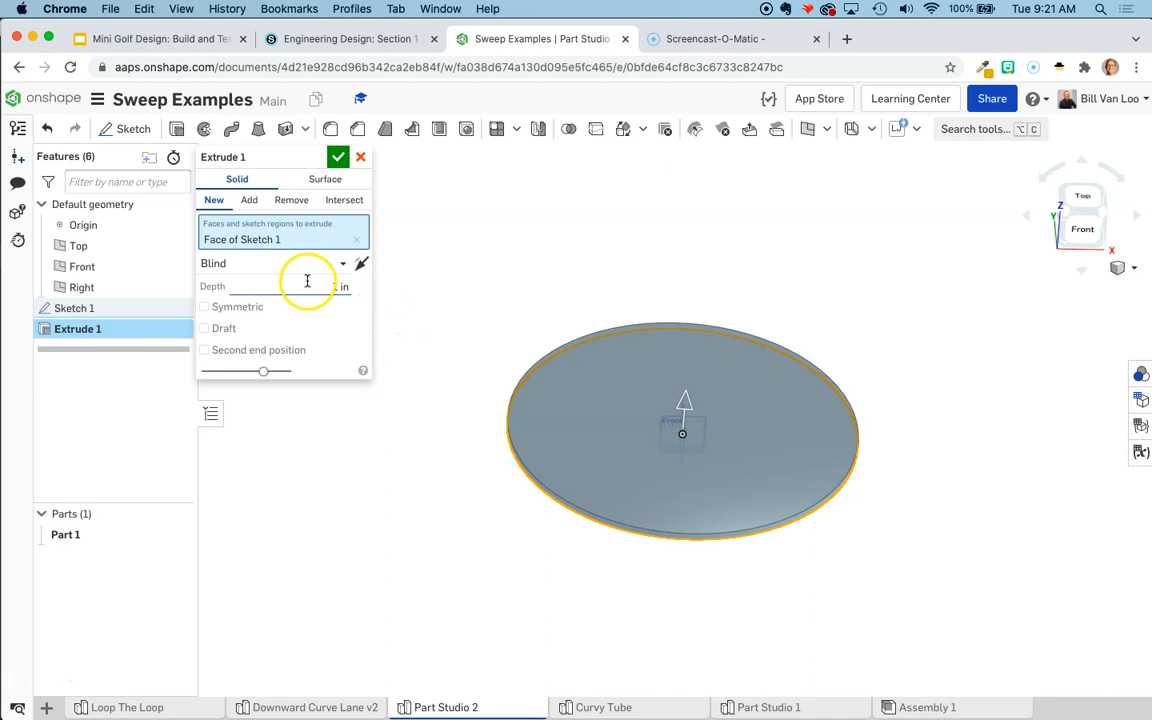 Chrome File Edit View History Bookmarks Profiles Tab Window Help 100% Tue 9:21 AM
Mini Golf Design: Build and Tes
Engineering Design: Section 1
Sweep Examples | Part Studio
Screencast-O-Matic -
aaps.onshape.com/documents/4d21e928cd96b342ca2eb84f/w/fa038d674a130d095e5fc465/e/0bfde64cf8c3c6733c8247bc
onshape Sweep Examples Main App Store Learning Center Share Bill Van Loo
Sketch Search tools... ⌥ C
Features (6)
Filter by name or type
Default geometry
Origin
Top
Front
Right
Sketch 1
Extrude 1
Parts (1)
Part 1
Extrude 1
Solid Surface
New Add Remove Intersect
Faces and sketch regions to extrude
Face of Sketch 1
Blind
Depth 1 in
Symmetric
Draft
Second end position
Front
Top
Front
Z
Y
X
Loop The Loop Downward Curve Lane v2 Part Studio 2 Curvy Tube Part Studio 1 Assembly 1